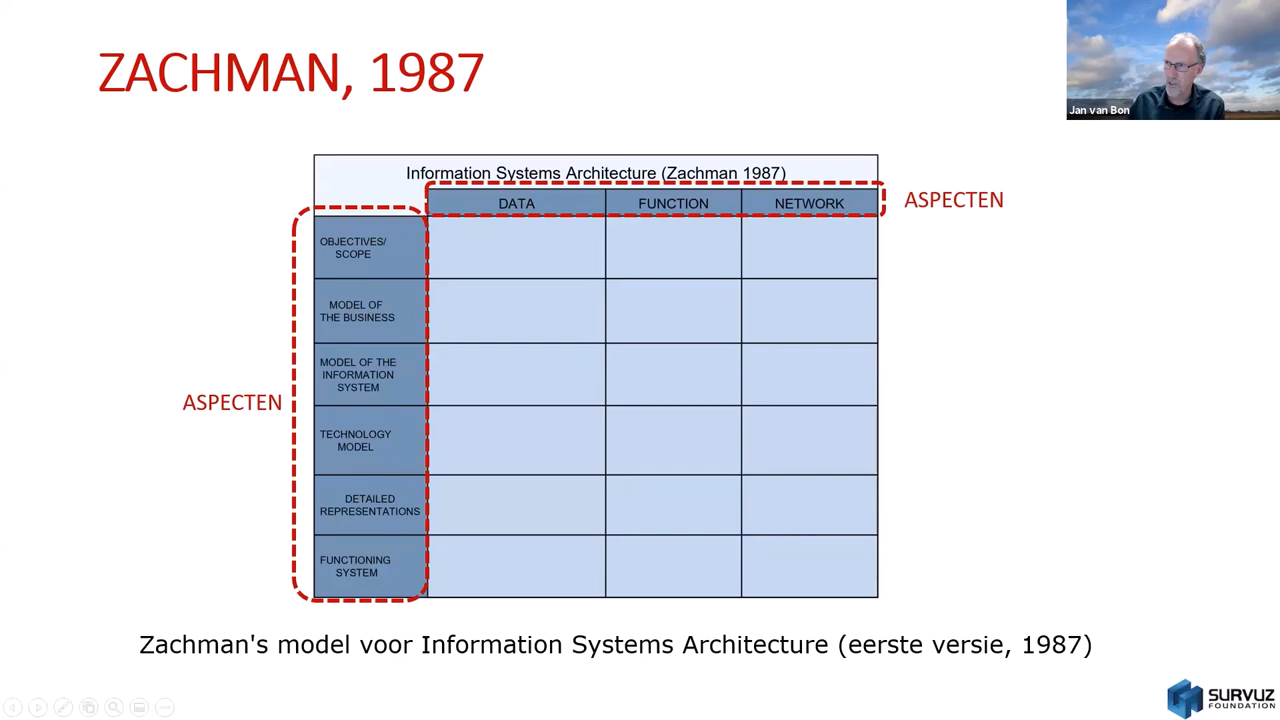 ZACHMAN, 1987
Jan van Bon
Information Systems Architecture (Zachman 1987)
DATA FUNCTION NETWORK
ASPECTEN
OBJECTIVES/
SCOPE
MODEL OF
THE BUSINESS
MODEL OF THE
INFORMATION
SYSTEM
ASPECTEN
TECHNOLOGY
MODEL
DETAILED
REPRESENTATIONS
FUNCTIONING
SYSTEM
Zachman's model voor Information Systems Architecture (eerste versie, 1987)
SURVUZ
FOUNDATION